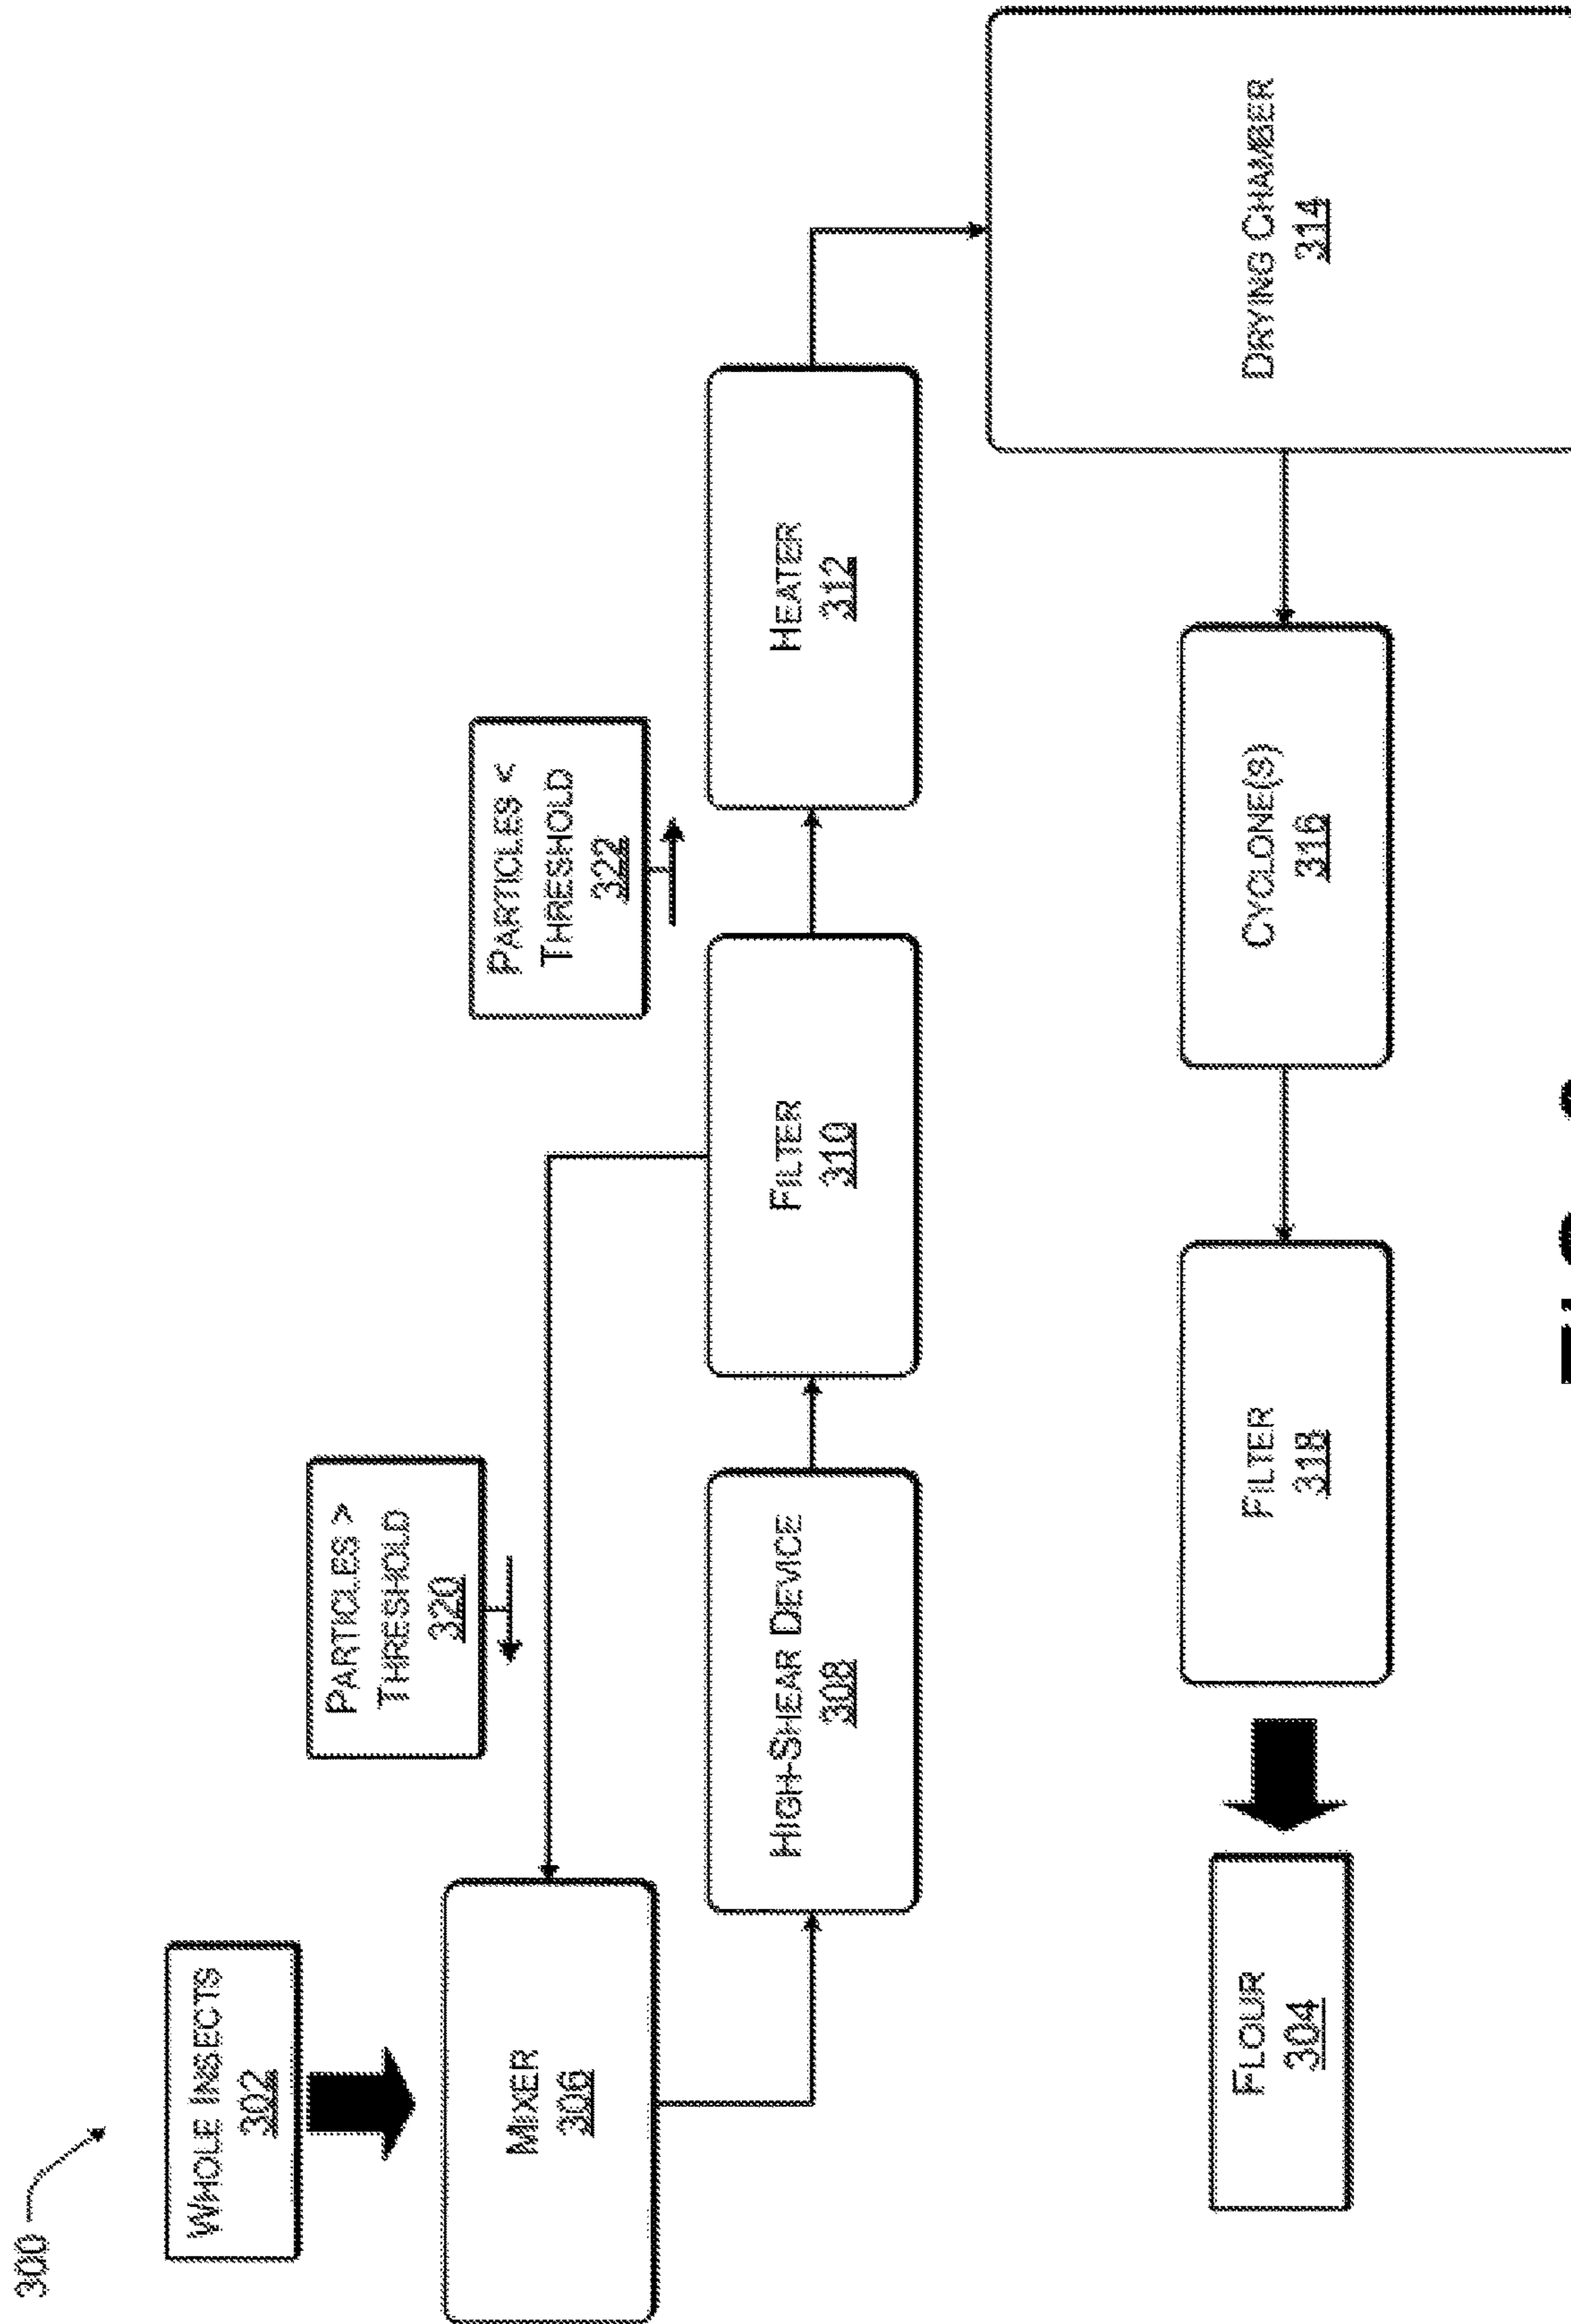 300
WHOLE INSECTS
302
PARTICLES >
THRESHOLD
320
PARTICLES <
THRESHOLD
322
MIXER
306
HIGH-SHEAR DEVICE
308
FILTER
310
HEATER
312
DRYING CHAMBER
314
CYCLONE(S)
316
FILTER
318
FLOUR
304